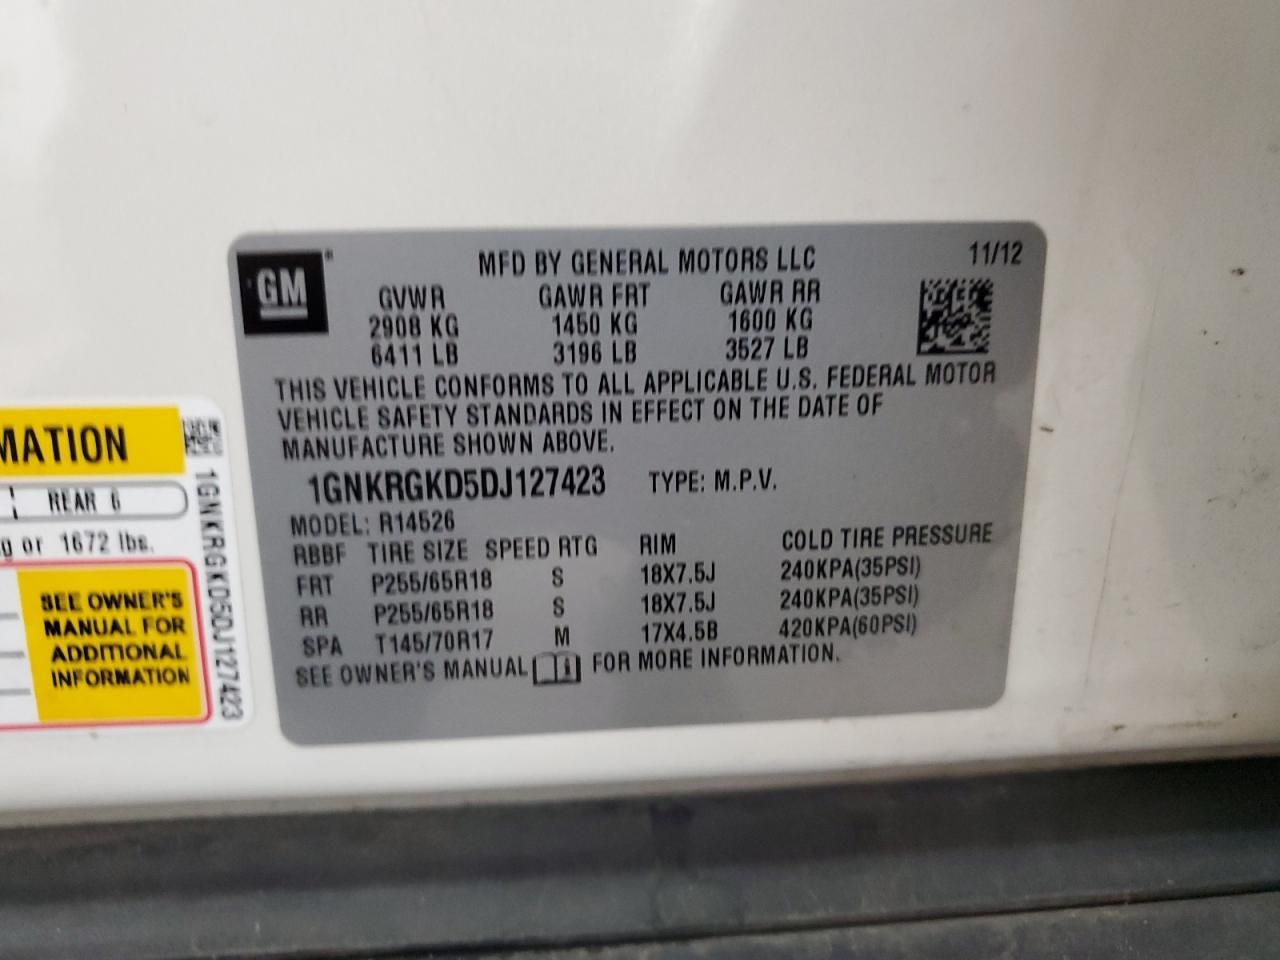 GM®
MFD BY GENERAL MOTORS LLC 11/12
GVWR GAWR FRT GAWR RR
2908 KG 1450 KG 1600 KG
6411 LB 3196 LB 3527 LB
THIS VEHICLE CONFORMS TO ALL APPLICABLE U.S. FEDERAL MOTOR
VEHICLE SAFETY STANDARDS IN EFFECT ON THE DATE OF
MANUFACTURE SHOWN ABOVE.
1GNKRGKD5DJ127423 TYPE: M.P.V.
MODEL: R14526
RBBF TIRE SIZE SPEED RTG RIM COLD TIRE PRESSURE
FRT P255/65R18 S 18X7.5J 240KPA(35PSI)
RR P255/65R18 S 18X7.5J 240KPA(35PSI)
SPA T145/70R17 M 17X4.5B 420KPA(60PSI)
SEE OWNER'S MANUAL FOR MORE INFORMATION.
MATION
REAR 6
g or 1672 lbs.
SEE OWNER'S
MANUAL FOR
ADDITIONAL
INFORMATION
1GNKRGKD5DJ127423